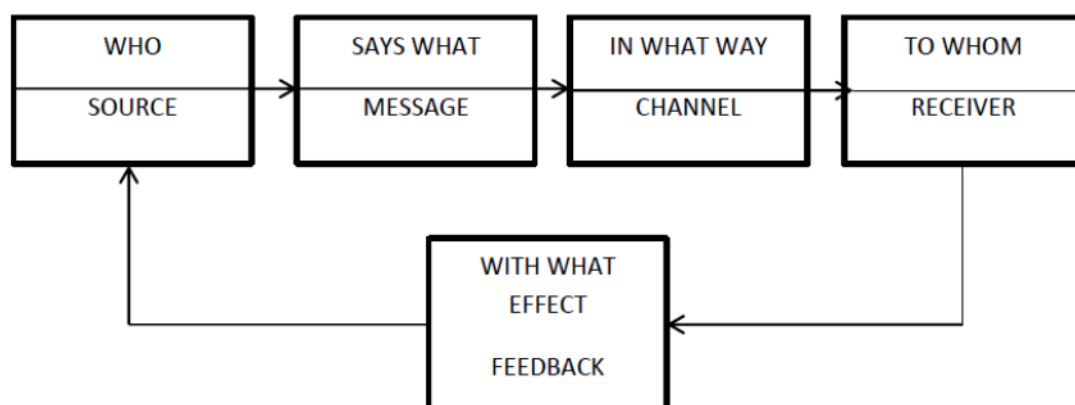 WHO
SOURCE
SAYS WHAT
MESSAGE
IN WHAT WAY
CHANNEL
TO WHOM
RECEIVER
WITH WHAT
EFFECT
FEEDBACK